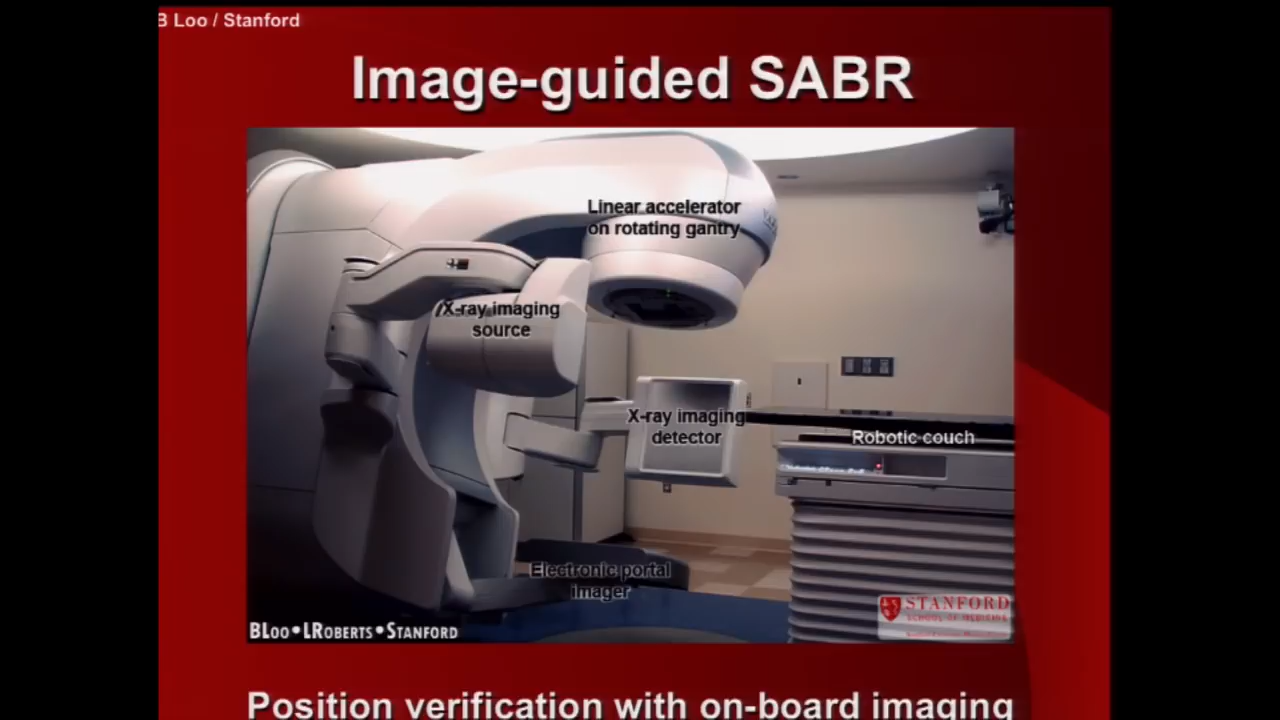 B Loo / Stanford
Image-guided SABR
Linear accelerator
on rotating gantry
X-ray imaging
source
X-ray imaging
detector
Robotic couch
Electronic portal
imager
BLOO•LROBERTS•STANFORD
STANFORD
SCHOOL OF MEDICINE
Position verification with on-board imaging